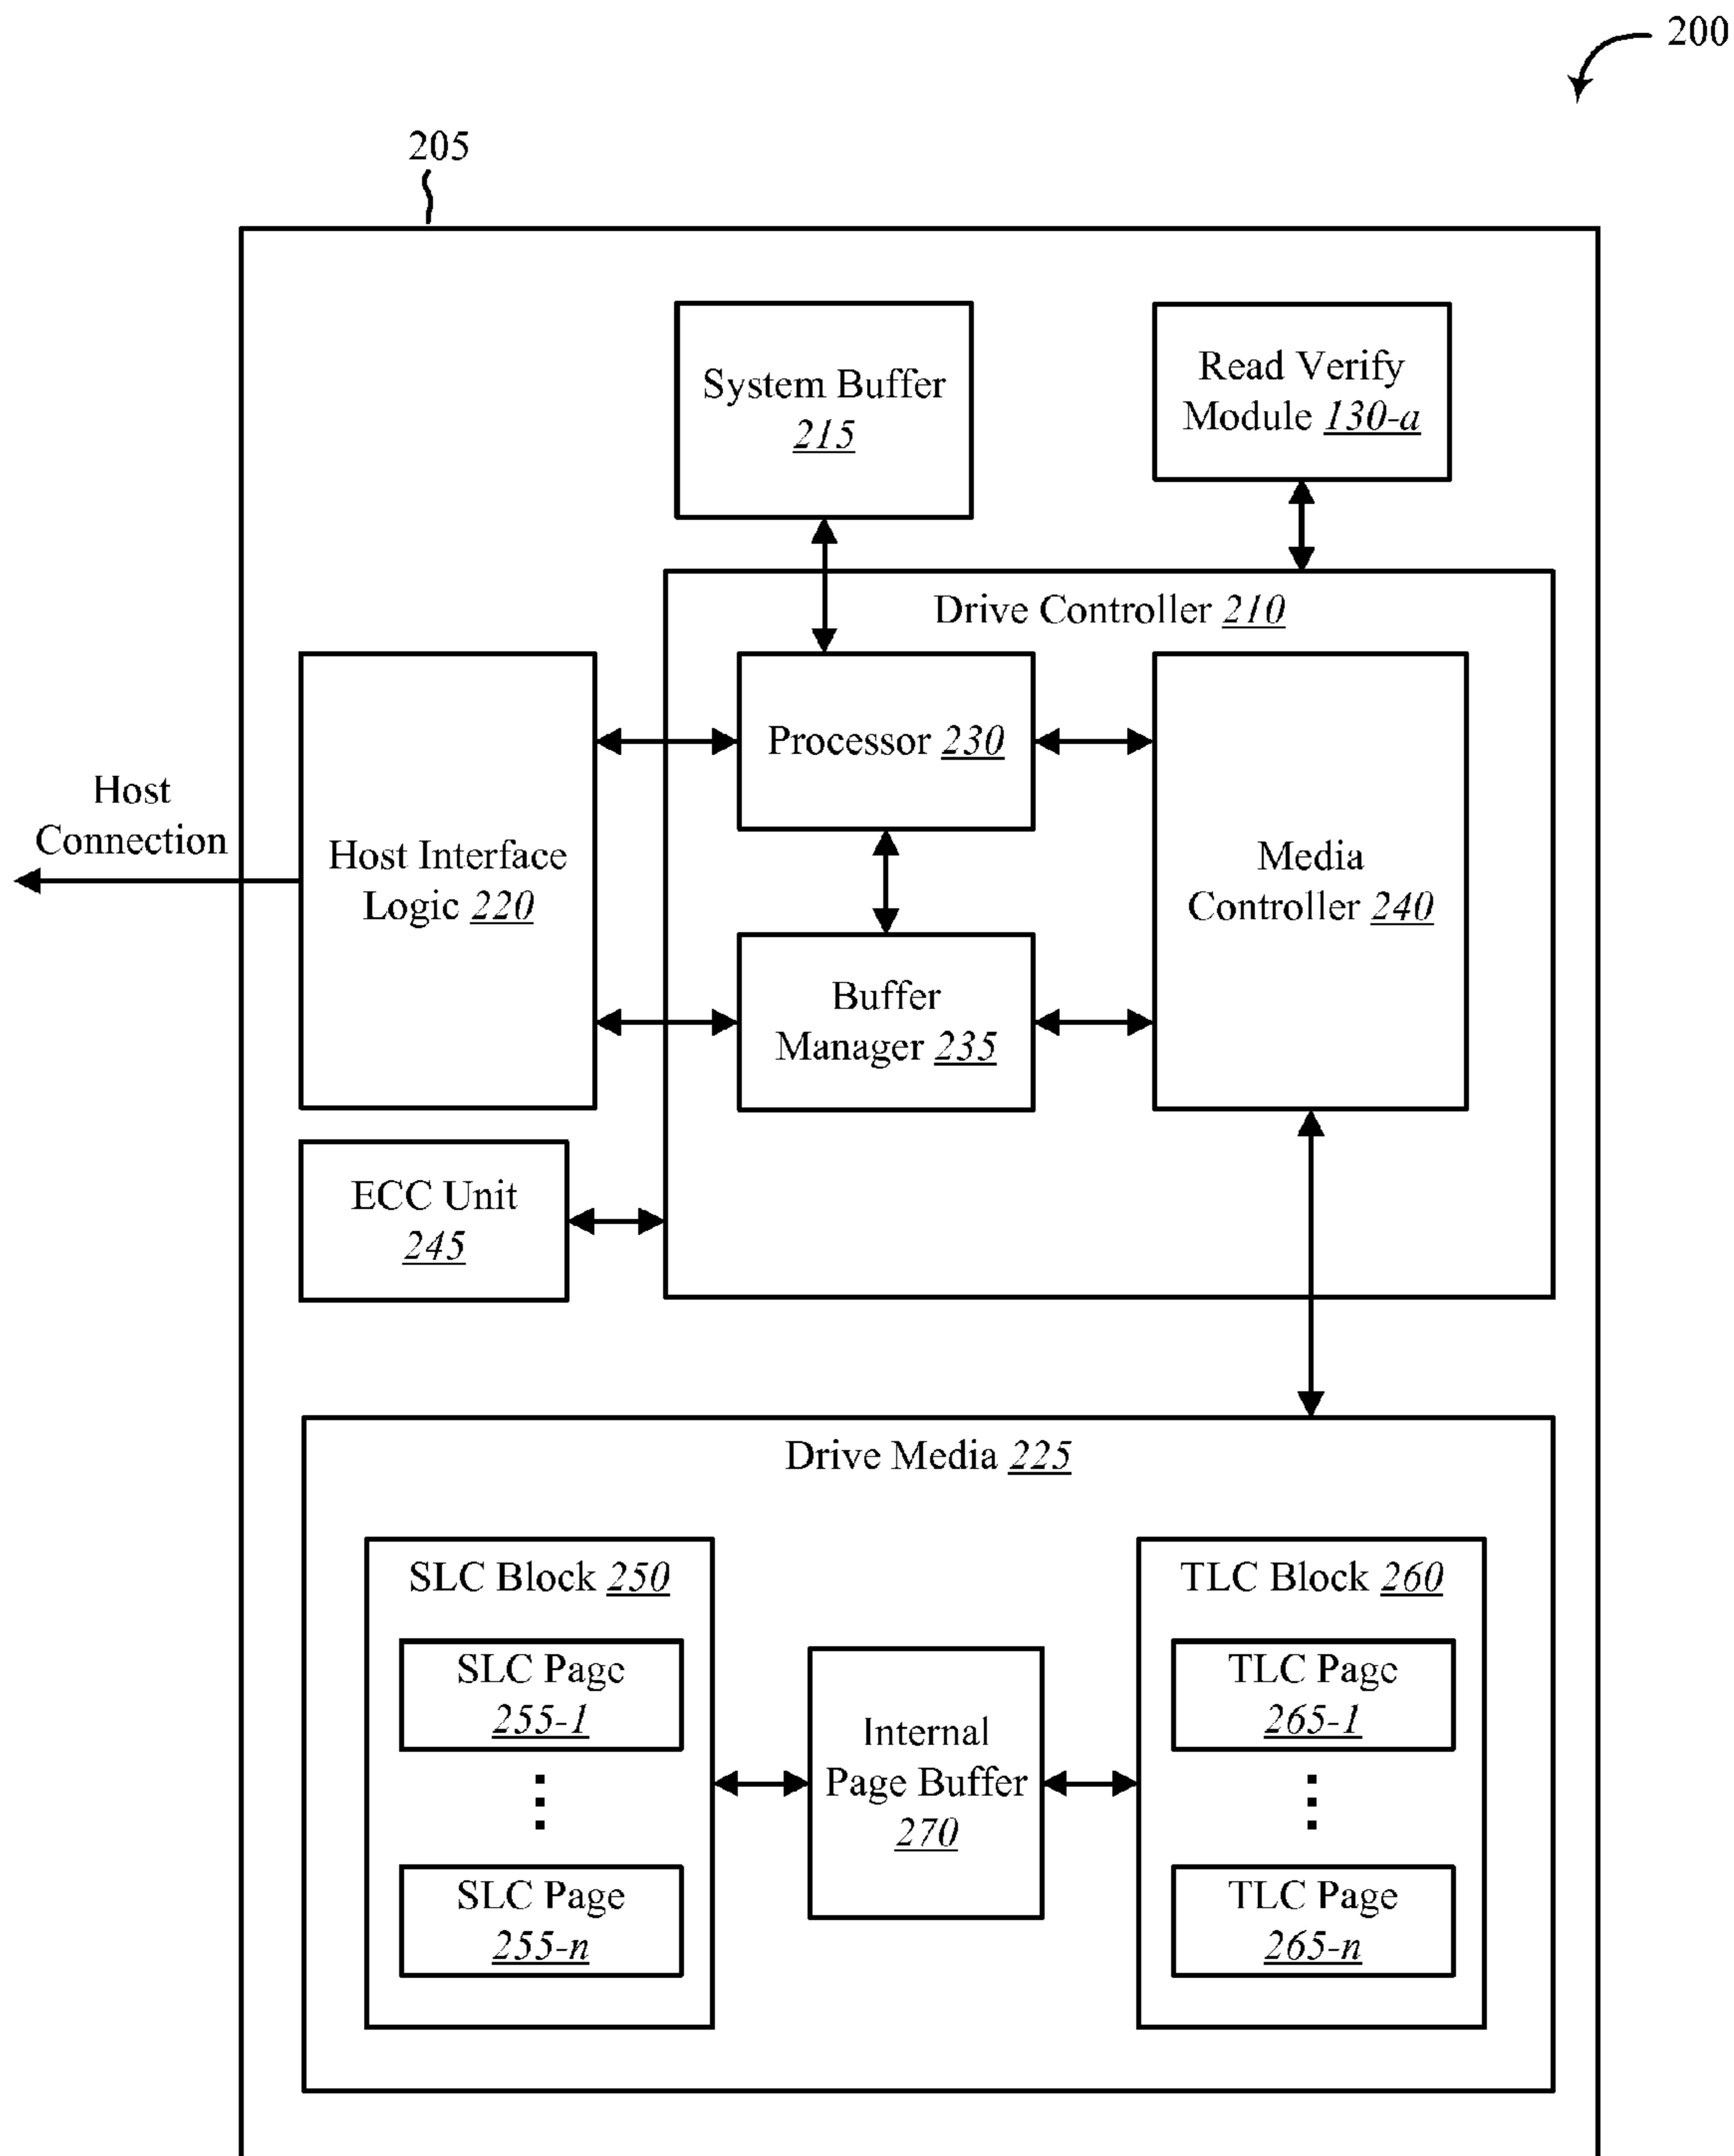 200
205
System Buffer
215
Read Verify
Module 130-a
Drive Controller 210
Host
Connection
Host Interface
Logic 220
Processor 230
Buffer
Manager 235
Media
Controller 240
ECC Unit
245
Drive Media 225
SLC Block 250
SLC Page
255-1
SLC Page
255-n
Internal
Page Buffer
270
TLC Block 260
TLC Page
265-1
TLC Page
265-n